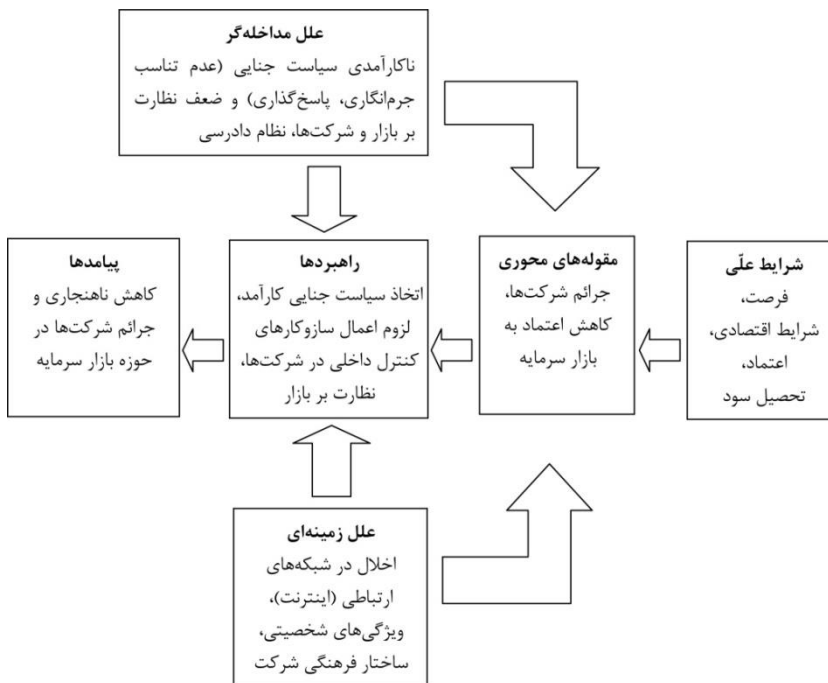 علل مداخله‌گر
ناکارآمدی سیاست جنایی (عدم تناسب
جرم‌انگاری، پاسخ‌گذاری) و ضعف نظارت
بر بازار و شرکت‌ها، نظام دادرسی
شرایط علّی
فرصت،
شرایط اقتصادی،
اعتماد،
تحصیل سود
مقوله‌های محوری
جرائم شرکت‌ها،
کاهش اعتماد به
بازار سرمایه
راهبردها
اتخاذ سیاست جنایی کارآمد،
لزوم اعمال سازوکارهای
کنترل داخلی در شرکت‌ها،
نظارت بر بازار
پیامدها
کاهش ناهنجاری و
جرائم شرکت‌ها در
حوزه بازار سرمایه
علل زمینه‌ای
اخلال در شبکه‌های
ارتباطی (اینترنت)،
ویژگی‌های شخصیتی،
ساختار فرهنگی شرکت